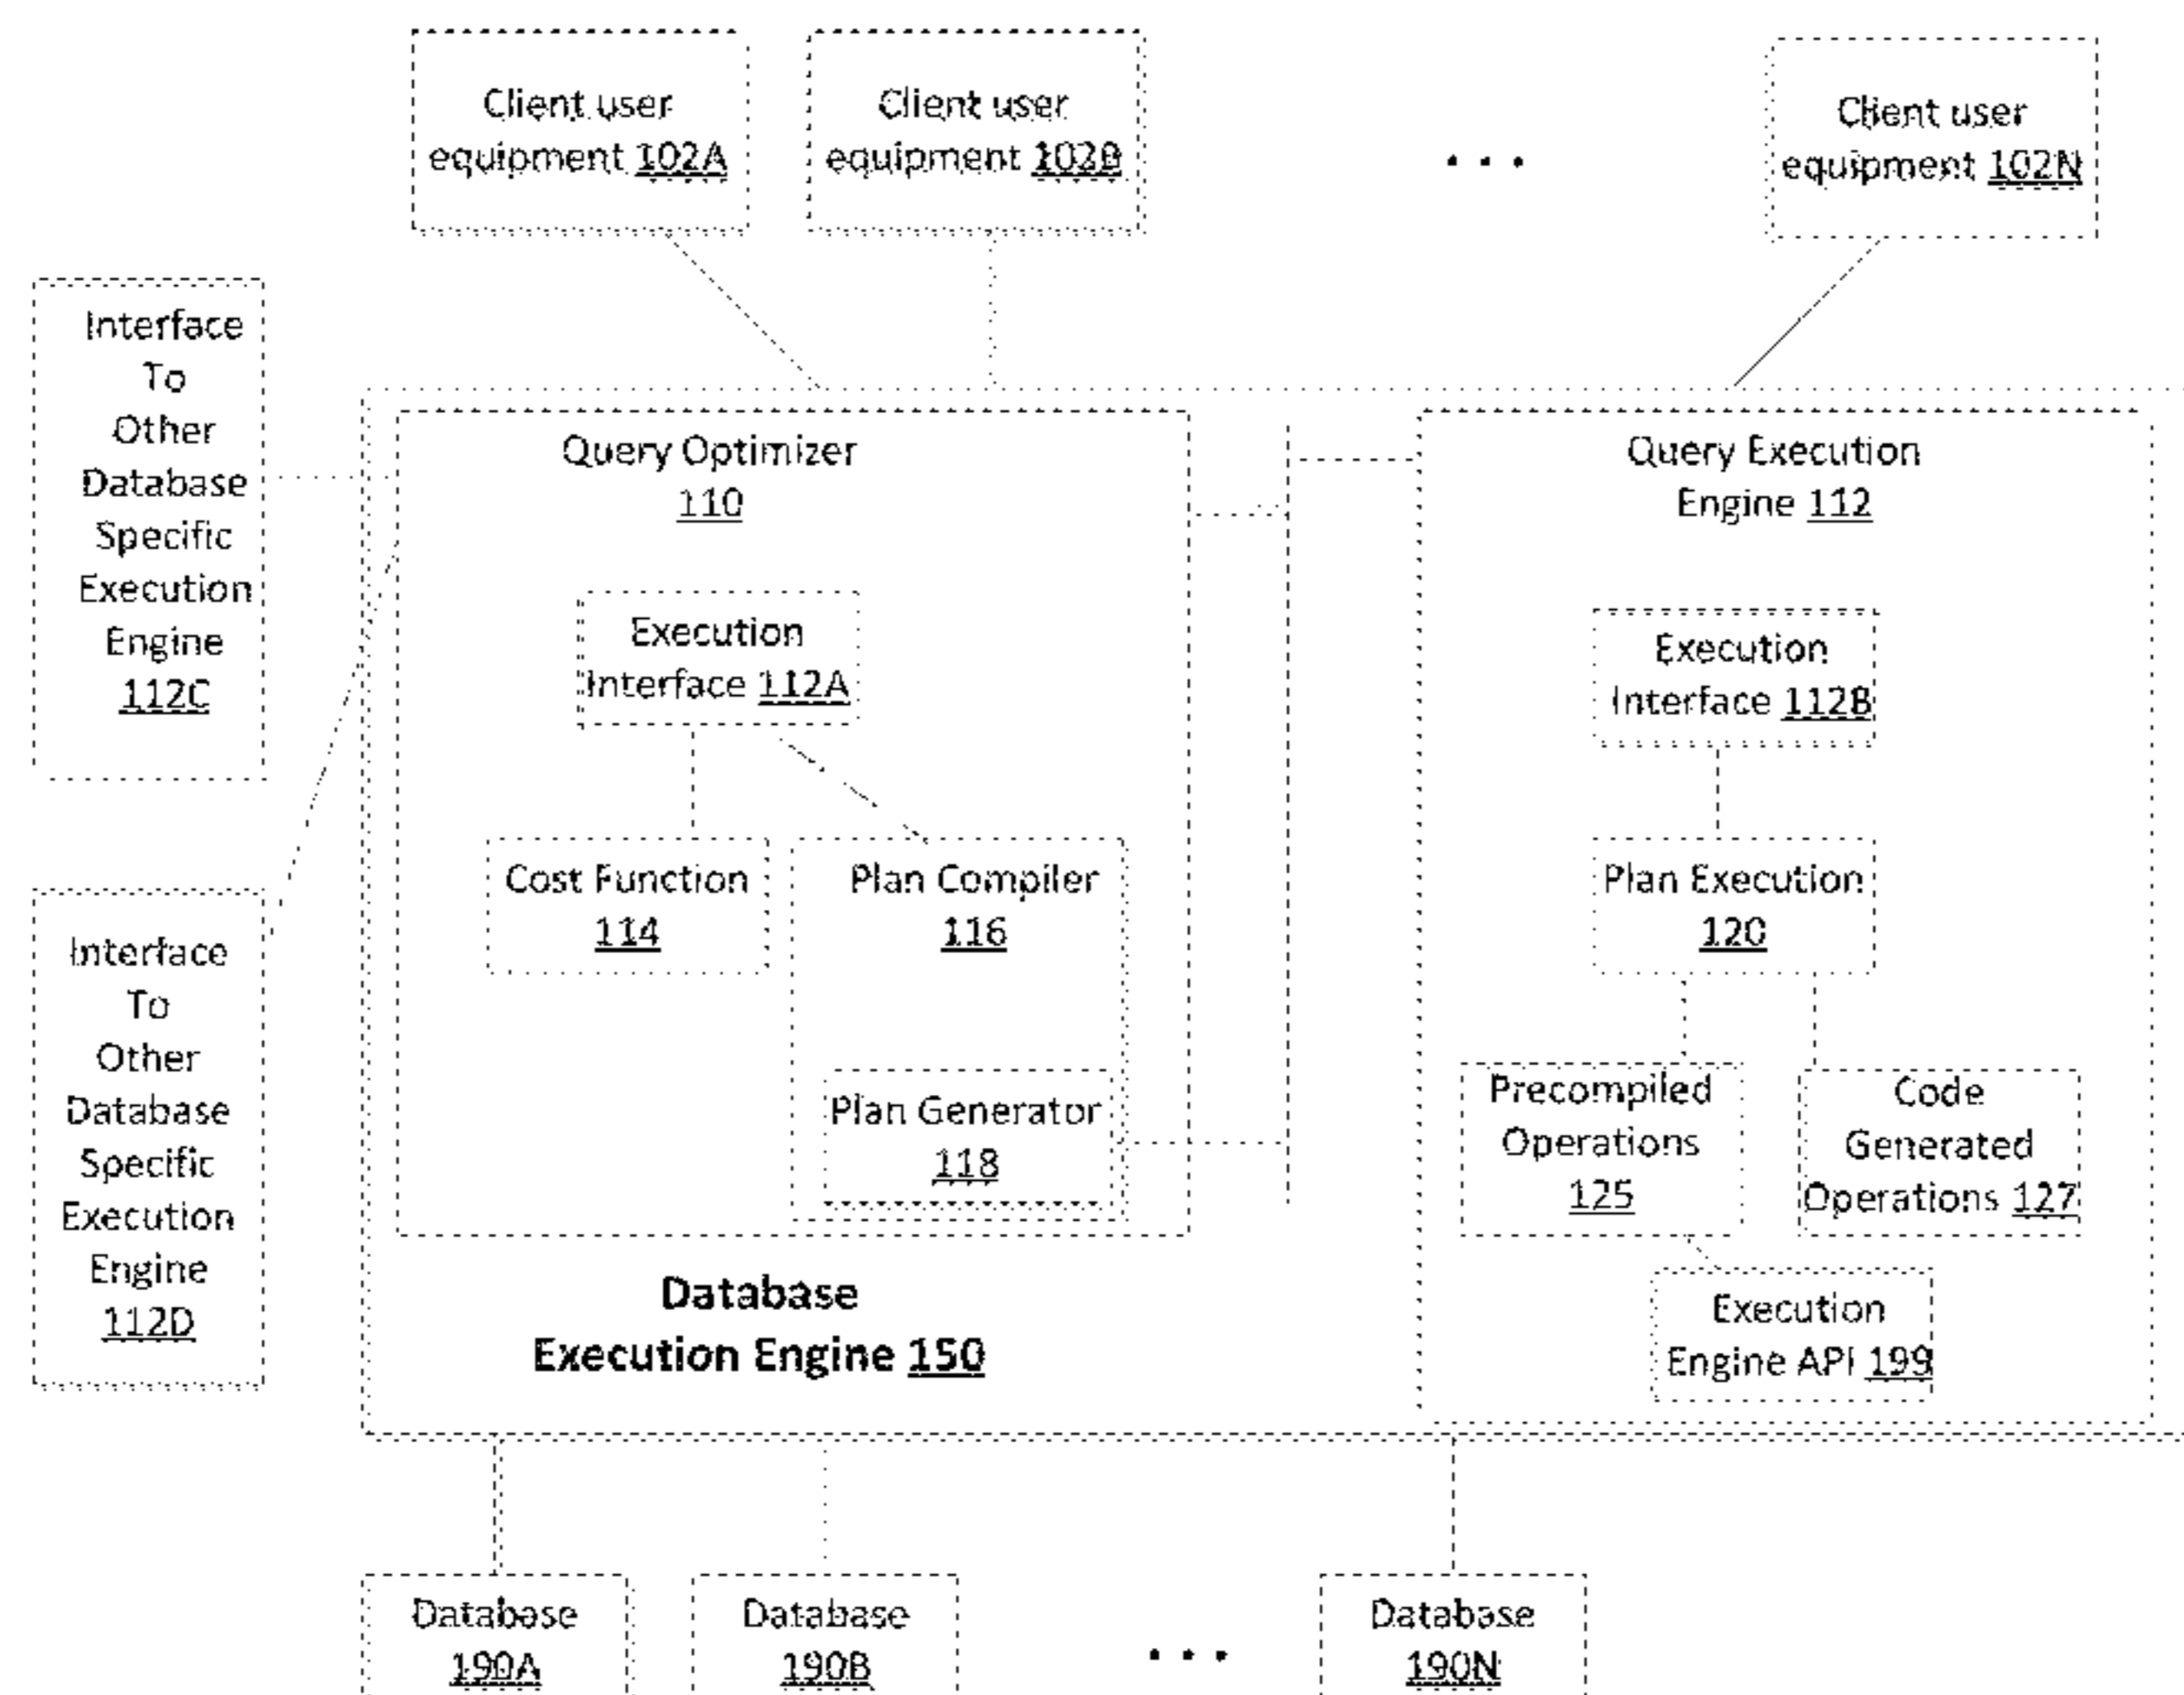 Client user
equipment 102A
Client user
equipment 102B
• • •
Client user
equipment 102N
Interface
To
Other
Database
Specific
Execution
Engine
112C
Interface
To
Other
Database
Specific
Execution
Engine
112D
Query Optimizer
110
Execution
Interface 112A
Cost Function
114
Plan Compiler
116
Plan Generator
118
Database
Execution Engine 150
Query Execution
Engine 112
Execution
Interface 112B
Plan Execution
120
Precompiled
Operations
125
Code
Generated
Operations 127
Execution
Engine API 199
Database
190A
Database
190B
• • •
Database
190N